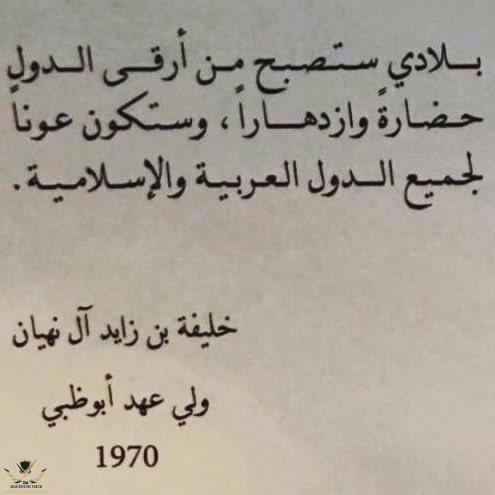 بلادي ستصبح من أرقى الدول
حضارةً وازدهاراً، وستكون عوناً
لجميع الدول العربية والإسلامية.
خليفة بن زايد آل نهيان
ولي عهد أبوظبي
1970